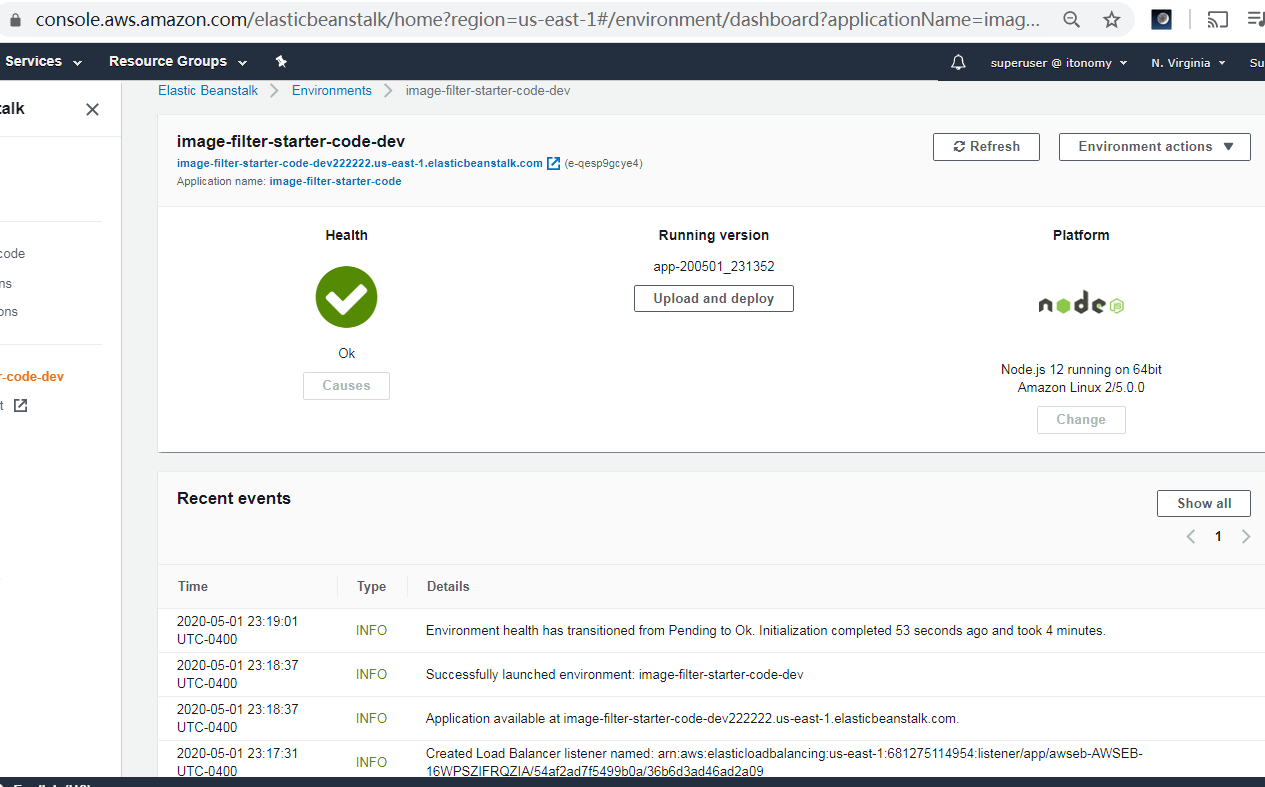 console.aws.amazon.com/elasticbeanstalk/home?region=us-east-1#/environment/dashboard?applicationName=imag...
Services
Resource Groups
superuser @ itonomy
N. Virginia
Su
talk
Elastic Beanstalk
Environments
image-filter-starter-code-dev
image-filter-starter-code-dev
Refresh
Environment actions
image-filter-starter-code-dev222222.us-east-1.elasticbeanstalk.com (e-qesp9gcye4)
Application name: image-filter-starter-code
Health
Running version
Platform
code
ns
ons
app-200501_231352
Upload and deploy
node
JS
Ok
Causes
Node.js 12 running on 64bit
Amazon Linux 2/5.0.0
Change
r-code-dev
t
Recent events
Show all
1
Time
Type
Details
2020-05-01 23:19:01
UTC-0400
INFO
Environment health has transitioned from Pending to Ok. Initialization completed 53 seconds ago and took 4 minutes.
2020-05-01 23:18:37
UTC-0400
INFO
Successfully launched environment: image-filter-starter-code-dev
2020-05-01 23:18:37
UTC-0400
INFO
Application available at image-filter-starter-code-dev222222.us-east-1.elasticbeanstalk.com.
2020-05-01 23:17:31
UTC-0400
INFO
Created Load Balancer listener named: arn:aws:elasticloadbalancing:us-east-1:681275114954:listener/app/awseb-AWSEB-
16WPSZIFRQZIA/54af2ad7f5499b0a/36b6d3ad46ad2a09